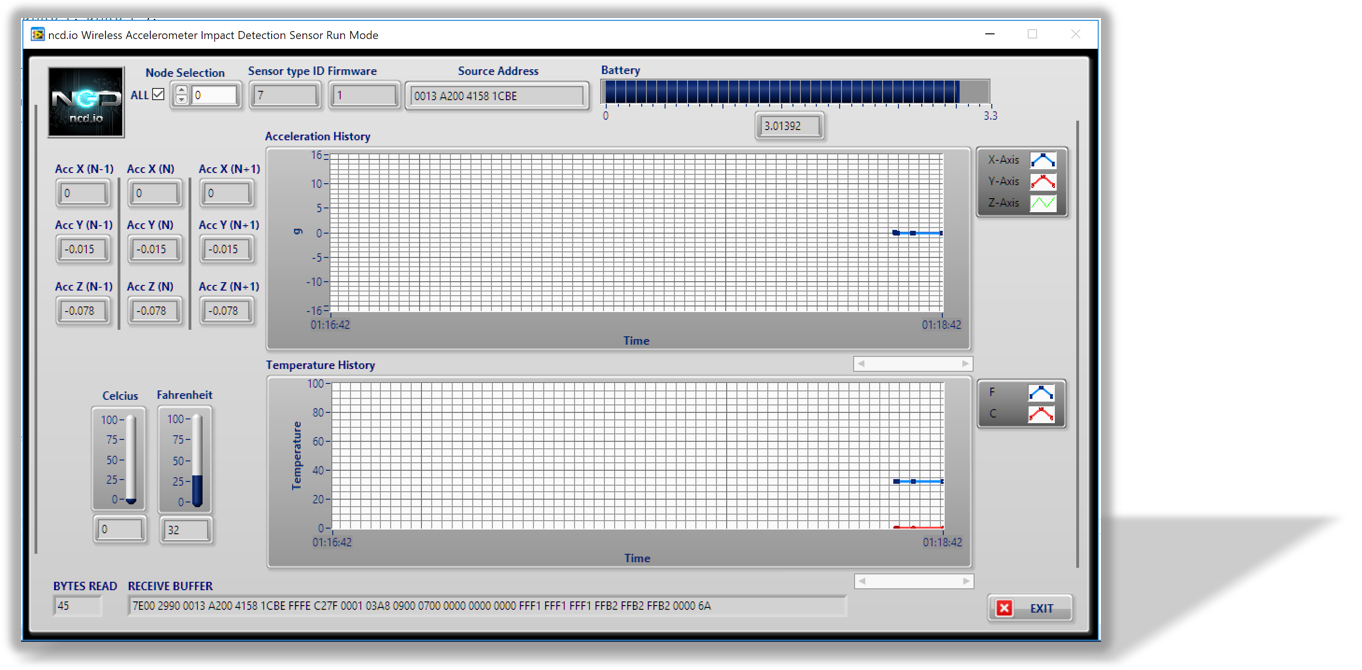 ncd.io Wireless Accelerometer Impact Detection Sensor Run Mode
NCD
ncd.io
Node Selection
ALL 0
Sensor type ID Firmware
7 1
Source Address
0013 A200 4158 1CBE
Battery
0 3.3
3.01392
Acc X (N-1) Acc X (N) Acc X (N+1)
0 0 0
Acc Y (N-1) Acc Y (N) Acc Y (N+1)
-0.015 -0.015 -0.015
Acc Z (N-1) Acc Z (N) Acc Z (N+1)
-0.078 -0.078 -0.078
Acceleration History
16
10
5
0
-5
-10
-16
g
01:16:42 01:18:42
Time
X-Axis
Y-Axis
Z-Axis
Celcius Fahrenheit
100 100
75 75
50 50
25 25
0 0
0 32
Temperature History
100
80
60
40
20
0
Temperature
01:16:42 01:18:42
Time
F
C
BYTES READ RECEIVE BUFFER
45 7E00 2990 0013 A200 4158 1CBE FFFE C27F 0001 03A8 0900 0700 0000 0000 0000 FFF1 FFF1 FFF1 FFB2 FFB2 FFB2 0000 6A
EXIT